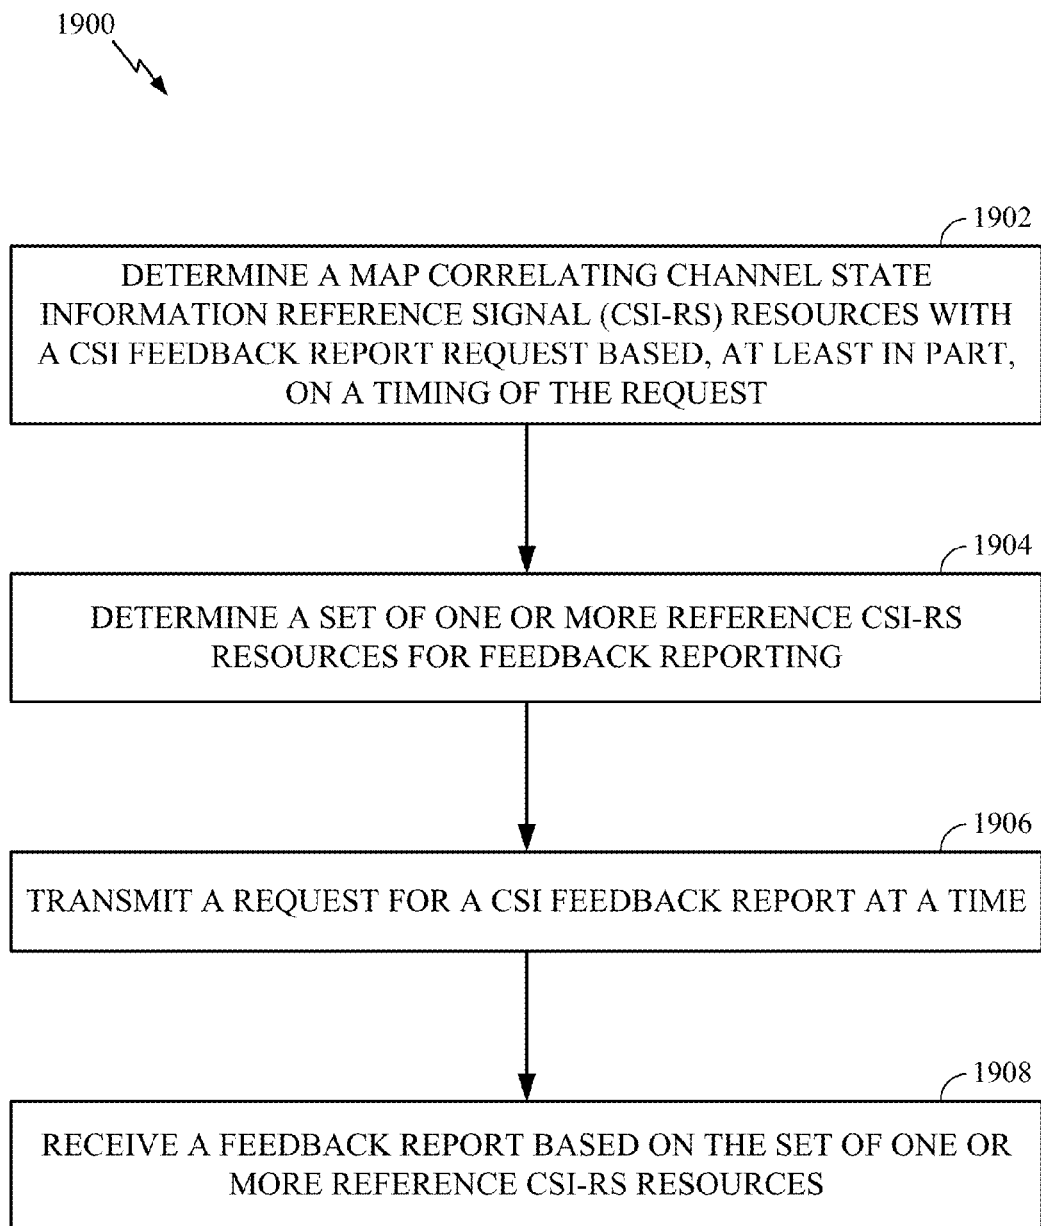 1900
1902
DETERMINE A MAP CORRELATING CHANNEL STATE
INFORMATION REFERENCE SIGNAL (CSI-RS) RESOURCES WITH
A CSI FEEDBACK REPORT REQUEST BASED, AT LEAST IN PART,
ON A TIMING OF THE REQUEST
1904
DETERMINE A SET OF ONE OR MORE REFERENCE CSI-RS
RESOURCES FOR FEEDBACK REPORTING
1906
TRANSMIT A REQUEST FOR A CSI FEEDBACK REPORT AT A TIME
1908
RECEIVE A FEEDBACK REPORT BASED ON THE SET OF ONE OR
MORE REFERENCE CSI-RS RESOURCES